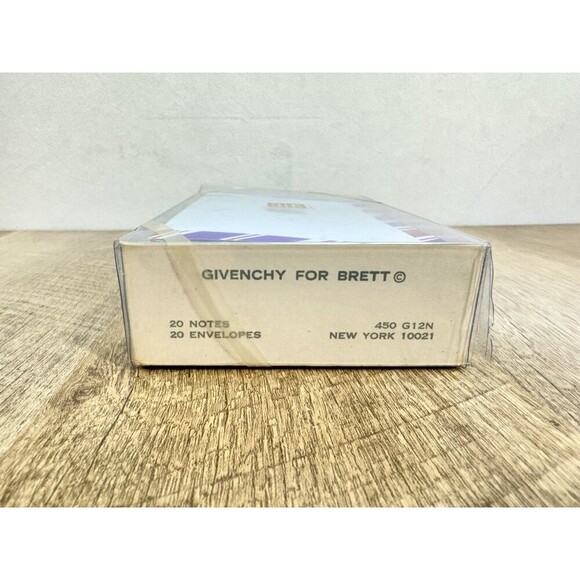 GIVENCHY FOR BRETT ©
20 NOTES
20 ENVELOPES
450 G12N
NEW YORK 10021